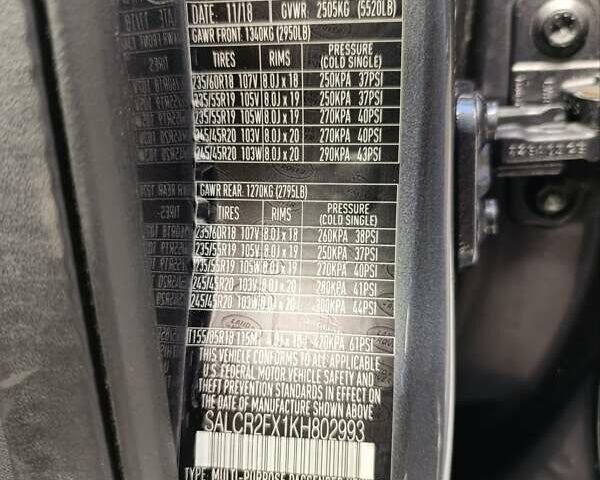 DATE 11/18 GVWR. 2505KG (5520LB)
GAWR FRONT. 1340KG (2950LB)
TIRES RIMS PRESSURE (COLD SINGLE)
235/60R18 107V 8.0J x 18 250KPA 37PSI
235/55R19 105V 8.0J x 19 250KPA 37PSI
235/55R19 105W 8.0J x 19 270KPA 40PSI
245/45R20 103V 8.0J x 20 270KPA 40PSI
245/45R20 103W 8.0J x 20 290KPA 43PSI
GAWR REAR. 1270KG (2795LB)
TIRES RIMS PRESSURE (COLD SINGLE)
235/60R18 107V 8.0J x 18 260KPA 38PSI
235/55R19 105V 8.0J x 19 250KPA 37PSI
235/55R19 105W 8.0J x 19 270KPA 40PSI
245/45R20 103V 8.0J x 20 280KPA 41PSI
245/45R20 103W 8.0J x 20 300KPA 44PSI
T155/85R18 115M 18 420KPA 61PSI
THIS VEHICLE CONFORMS TO ALL APPLICABLE
U.S FEDERAL MOTOR VEHICLE SAFETY AND
THEFT PREVENTION STANDARDS IN EFFECT ON
THE DATE OF MANUFACTURE SHOWN ABOVE
SALCR2FX1KH802993
TYPE MULTI-PURPOSE PASSENGER